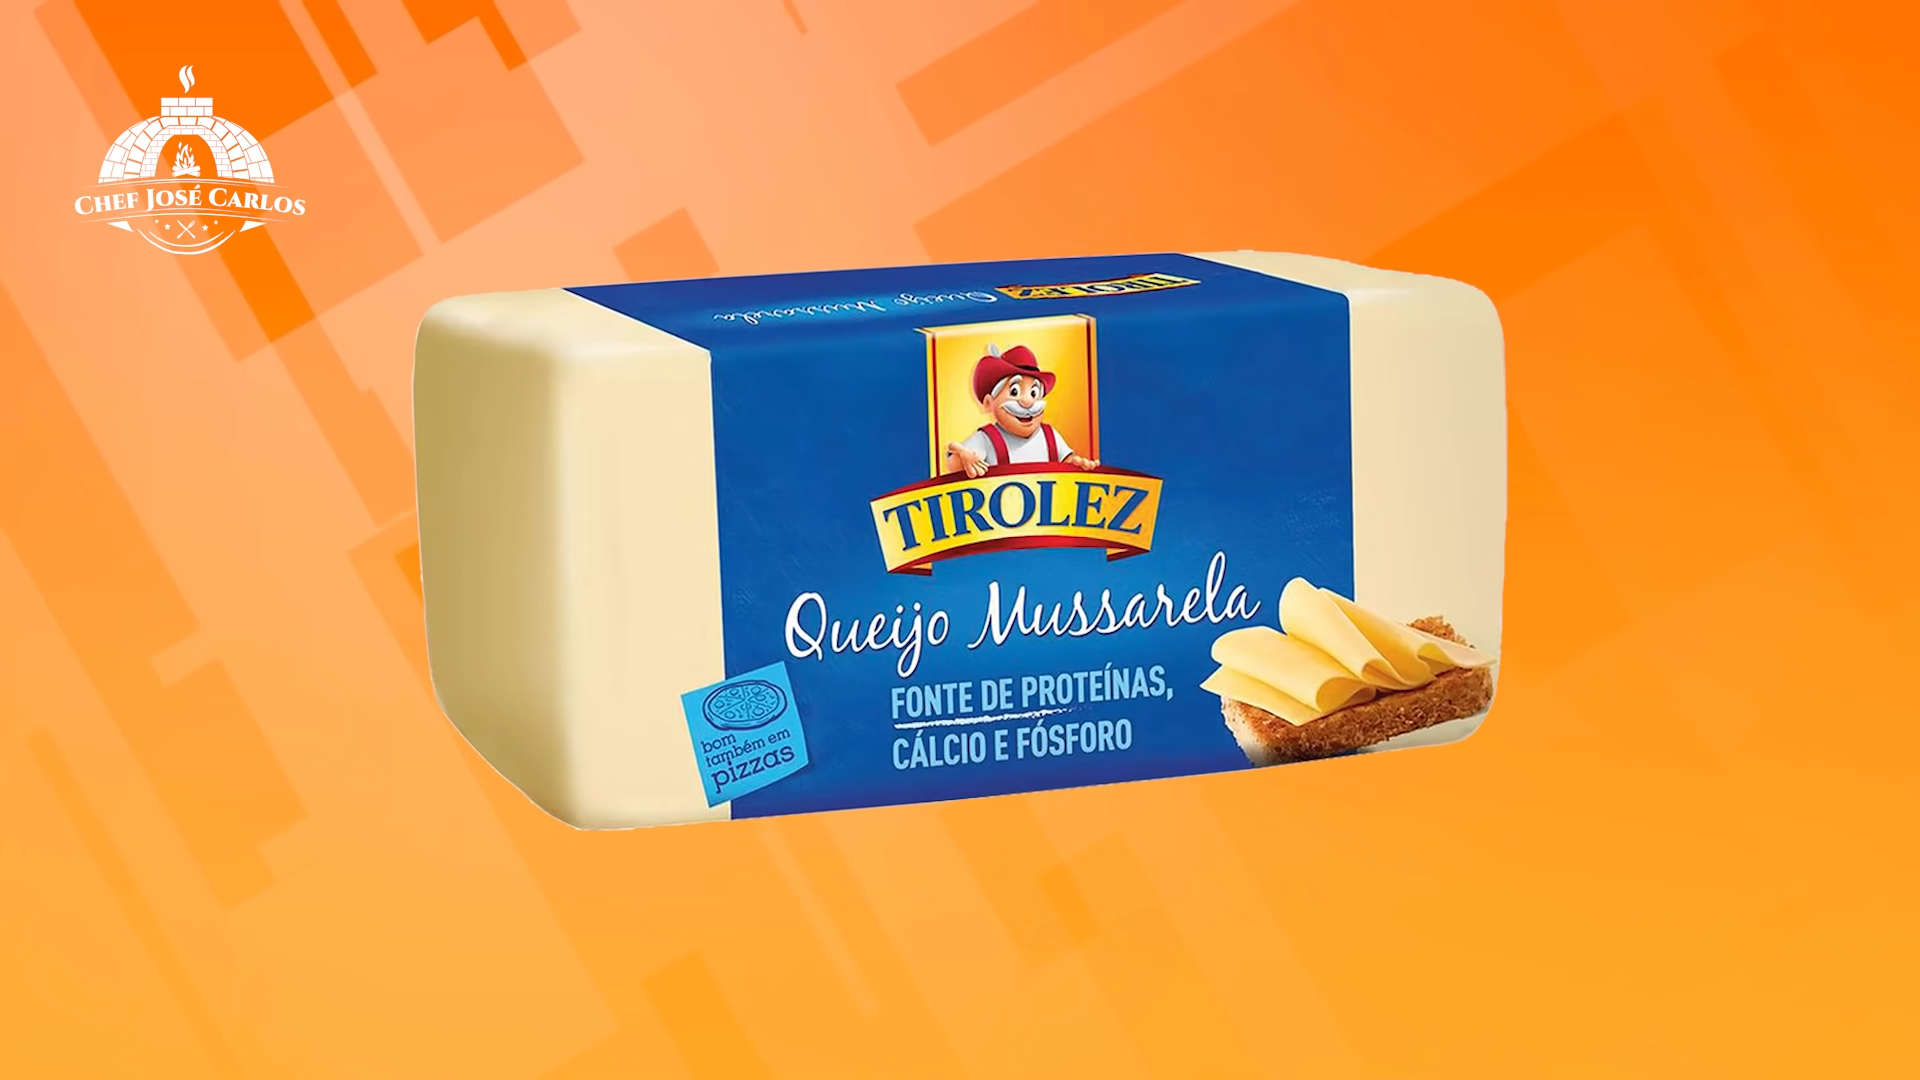 CHEF JOSÉ CARLOS
Queijo Mussarela
TIROLEZ
TIROLEZ
Queijo Mussarela
FONTE DE PROTEÍNAS,
CÁLCIO E FÓSFORO
bom
também em
pizzas